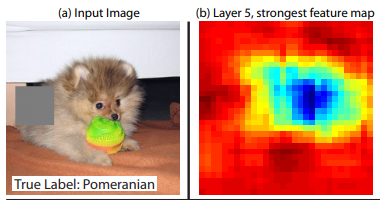 (a) Input Image
(b) Layer 5, strongest feature map
True Label: Pomeranian